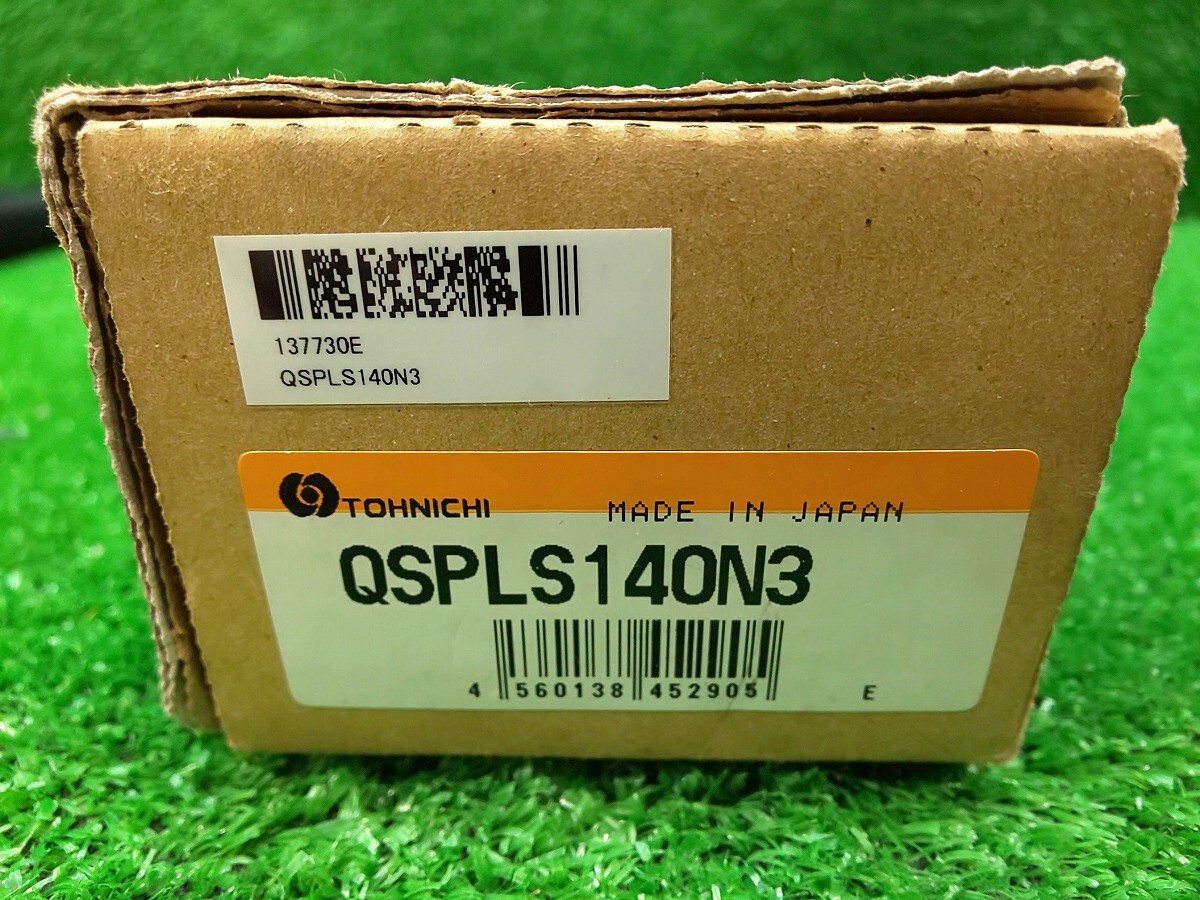 137730E
QSPLS140N3
TOHNICHI MADE IN JAPAN
QSPLS140N3
4 560138 452905 E